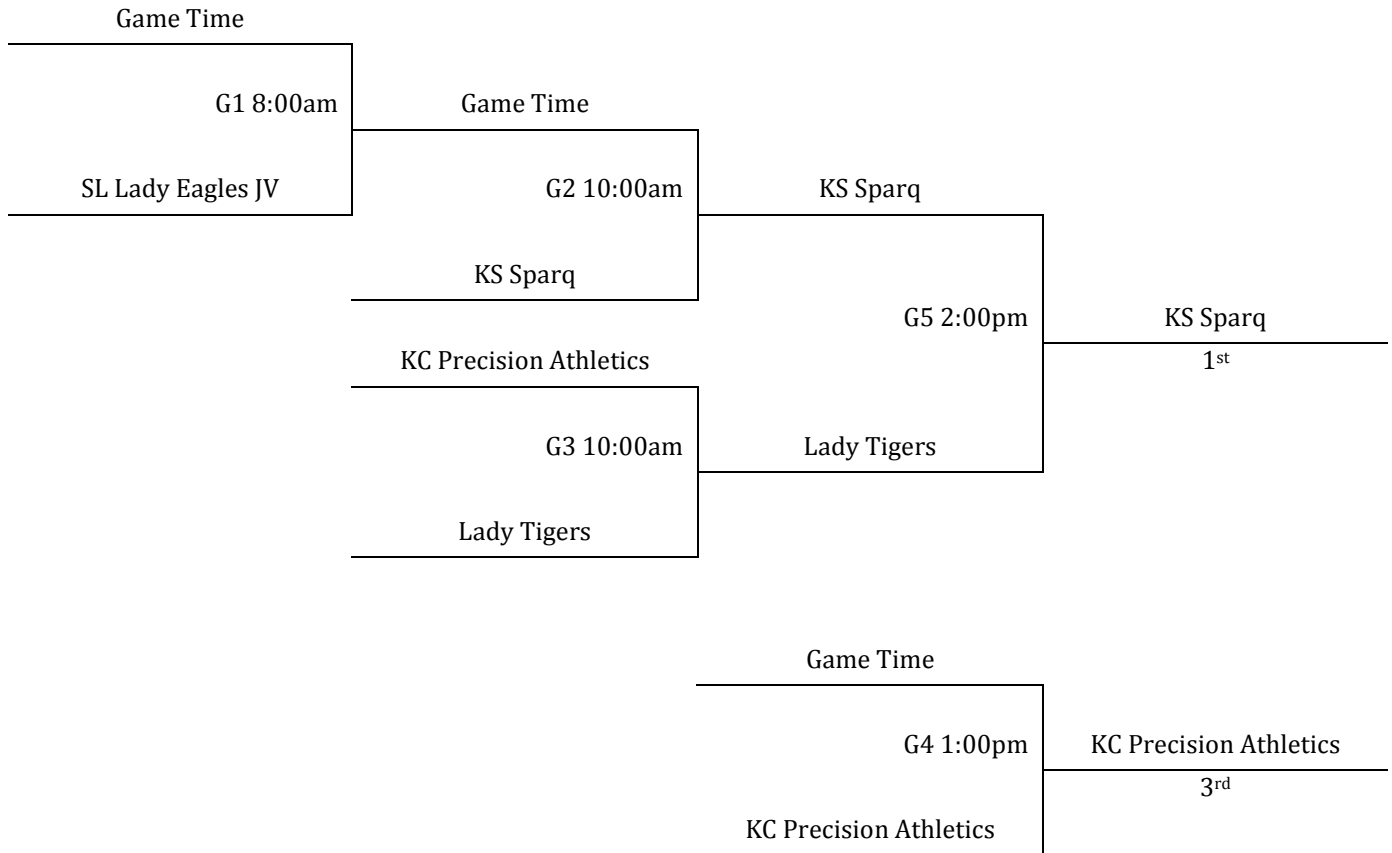 Game Time
G1 8:00am
Game Time
SL Lady Eagles JV
G2 10:00am
KS Sparq
KS Sparq
G5 2:00pm
KS Sparq
KC Precision Athletics
1st
G3 10:00am
Lady Tigers
Lady Tigers
Game Time
G4 1:00pm
KC Precision Athletics
3rd
KC Precision Athletics